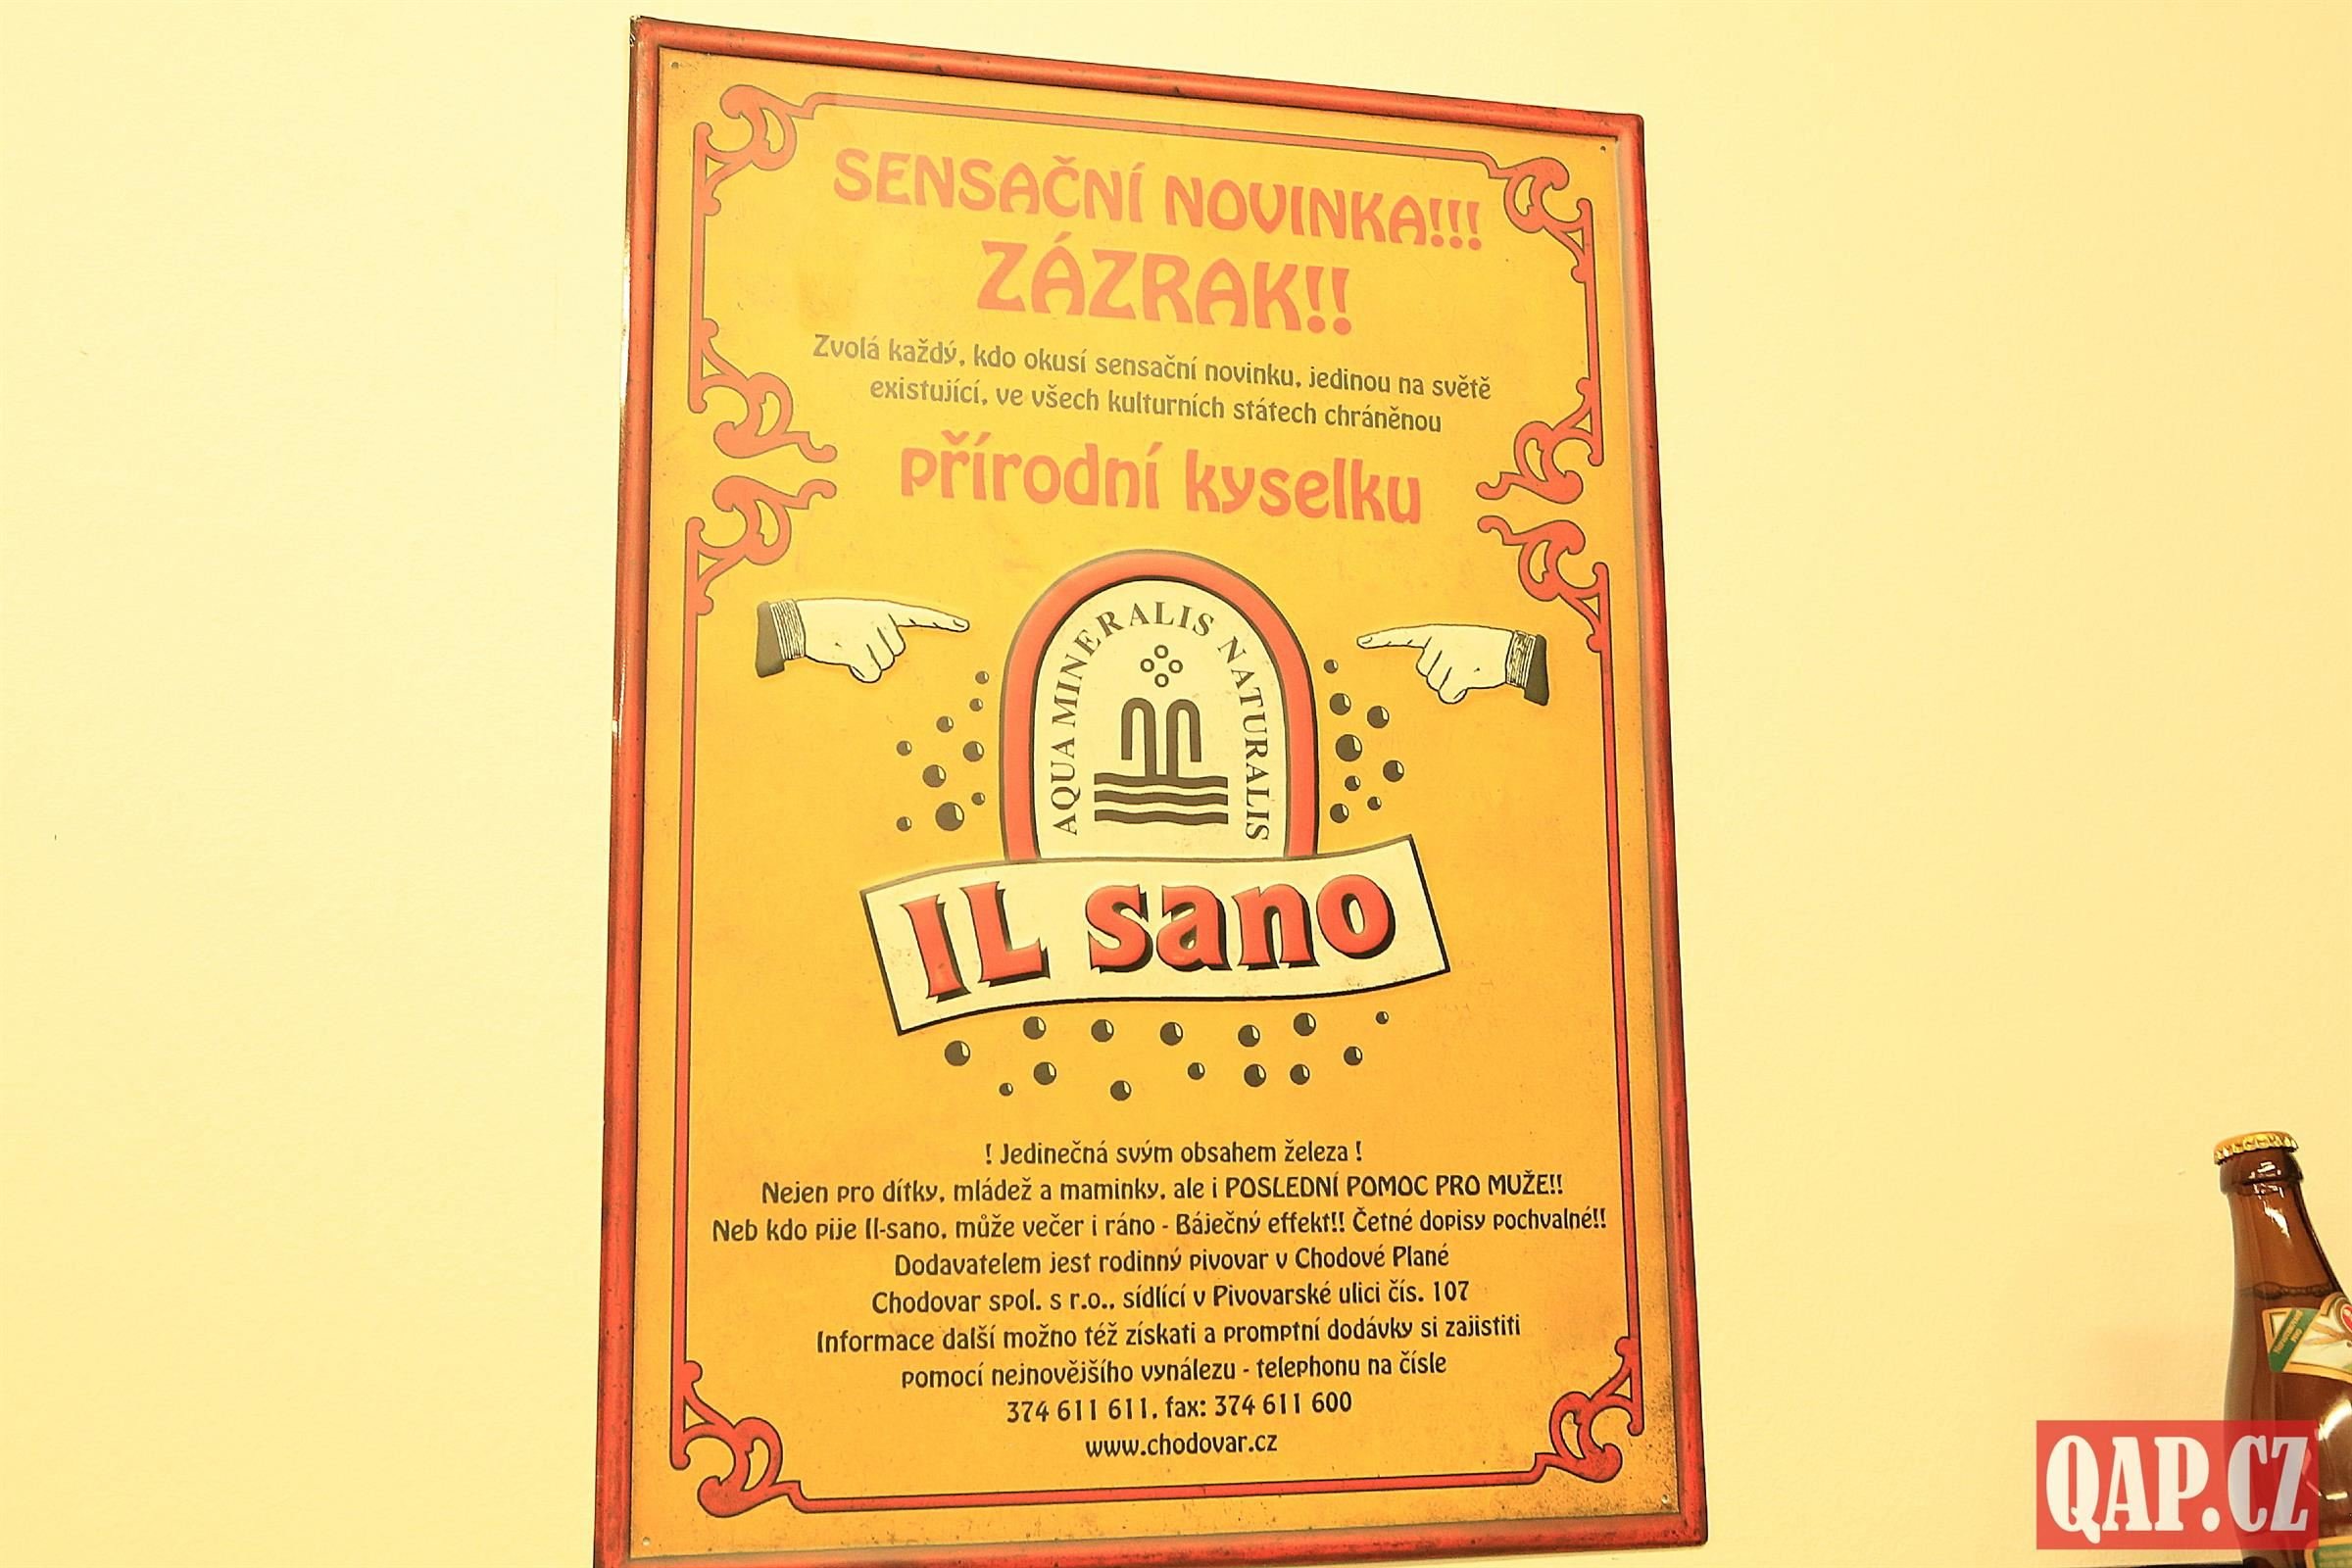 SENSAČNÍ NOVINKA!!!
ZÁZRAK!!
Zvolá každý, kdo okusí sensační novinku, jedinou na světě
existující, ve všech kulturních státech chráněnou
přírodní kyselku
AQUA MINERALIS NATURALIS
IL sano
! Jedinečná svým obsahem železa !
Nejen pro dítky, mládež a maminky, ale i POSLEDNÍ POMOC PRO MUŽE!!
Neb kdo pije Il-sano, může večer i ráno - Báječný effekt!! Četné dopisy pochvalné!!
Dodavatelem jest rodinný pivovar v Chodové Plané
Chodovar spol. s r.o., sídlící v Pivovarské ulici čís. 107
Informace další možno též získati a promptní dodávky si zajistiti
pomocí nejnovějšího vynálezu - telephonu na čísle
374 611 611, fax: 374 611 600
www.chodovar.cz
QAP.CZ